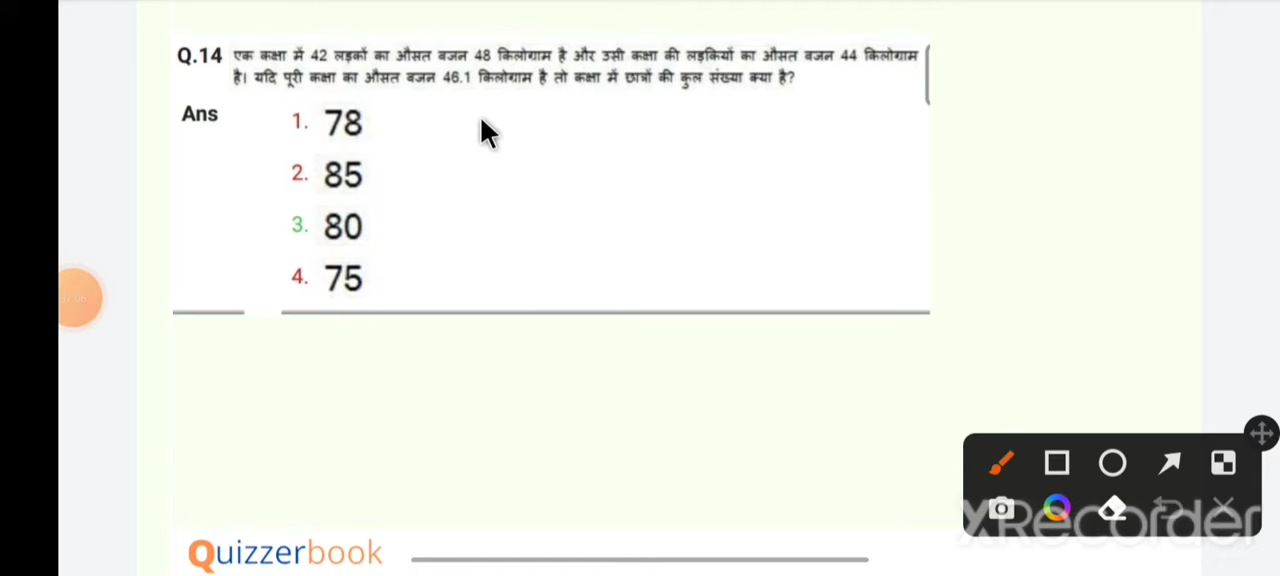 Q.14 एक कक्षा में 42 लड़कों का औसत वजन 48 किलोग्राम है और उसी कक्षा की लड़कियों का औसत वजन 44 किलोग्राम
है। यदि पूरी कक्षा का औसत वजन 46.1 किलोग्राम है तो कक्षा में छात्रों की कुल संख्या क्या है?
Ans 1. 78
2. 85
3. 80
4. 75
XRecorder
Quizzerbook